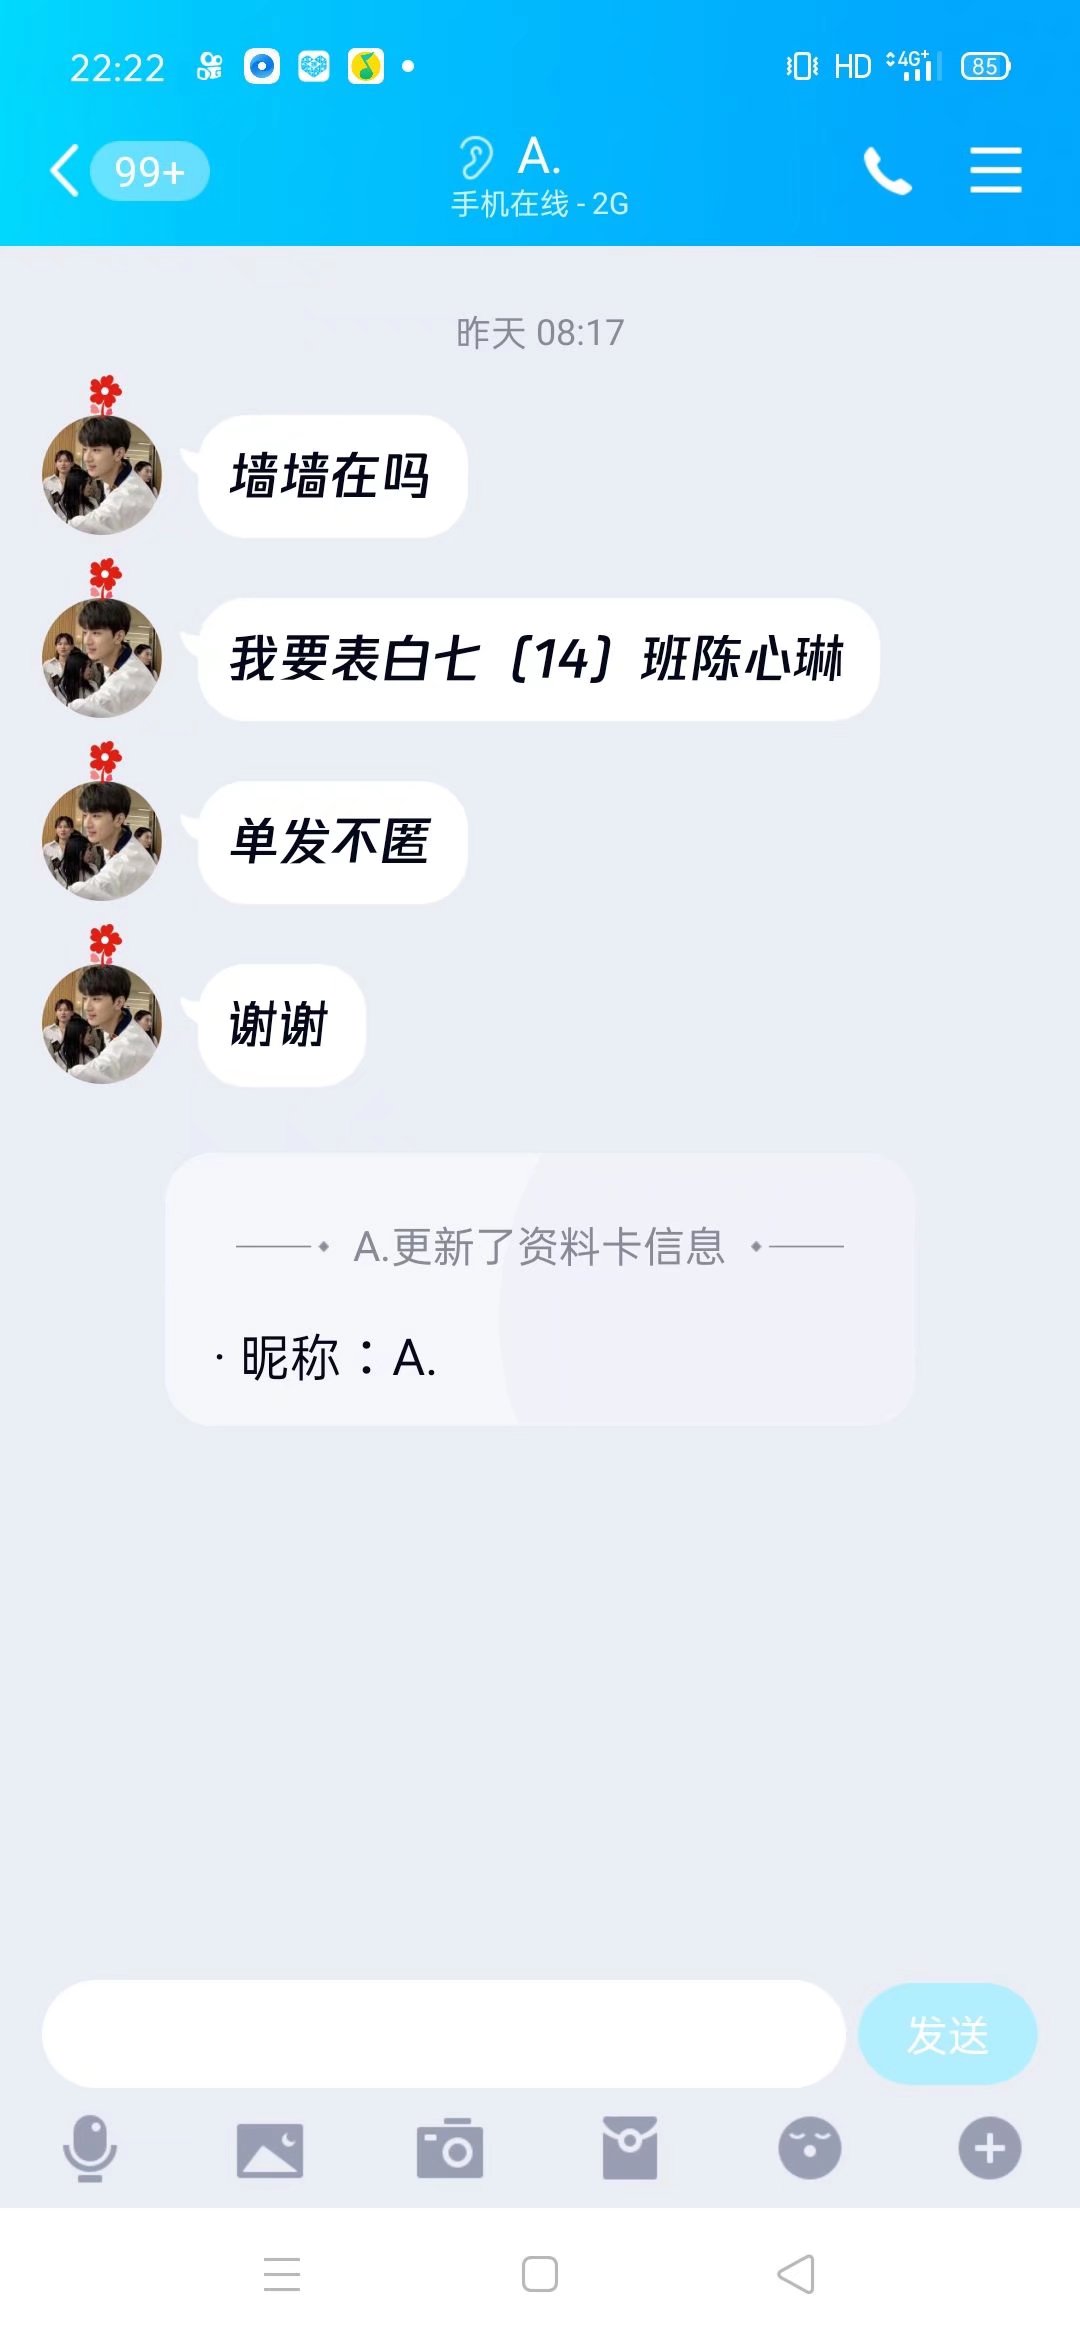 22:22
HD 4G+ 85
99+
A.
手机在线 - 2G
昨天 08:17
墙墙在吗
我要表白七（14）班陈心琳
单发不匿
谢谢
A.更新了资料卡信息
· 昵称：A.
发送